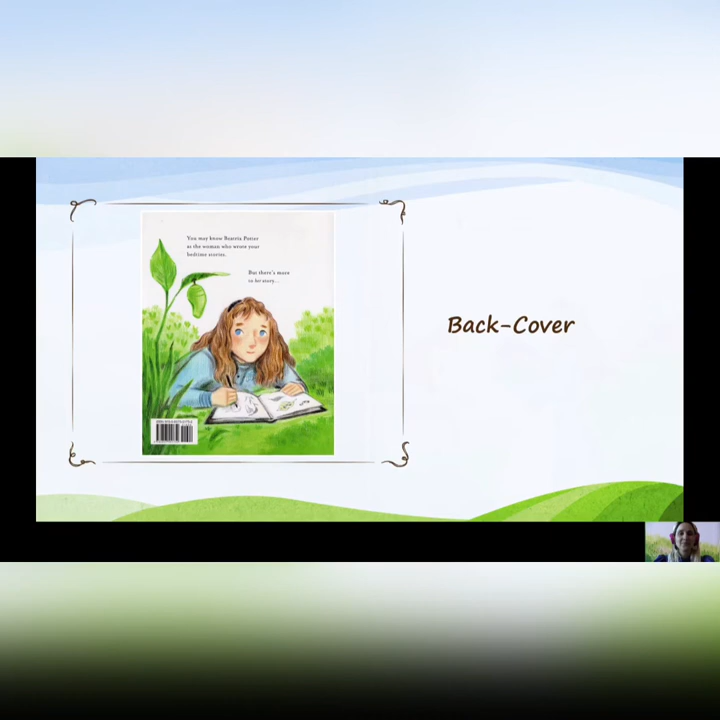 You may know Beatrix Potter
as the woman who wrote your
bedtime stories.
But there's more
to her story...
Back-Cover